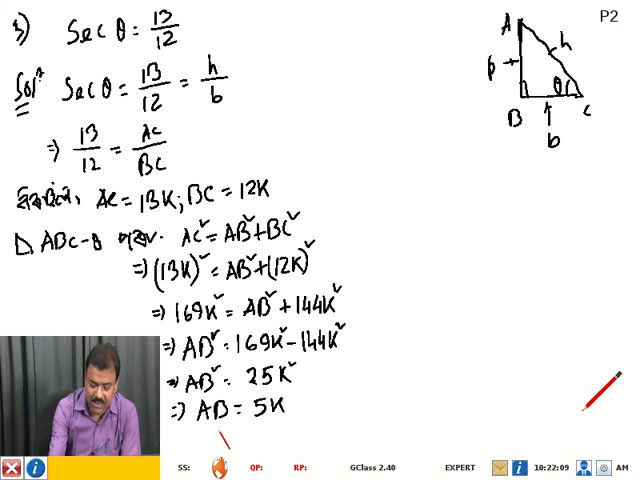 P2
3) Sec θ = 13/12
Solⁿ: Sec θ = 13/12 = h/b
⇒ 13/12 = AC/BC
A
p
h
θ
B
C
b
AC = 13K; BC = 12K
△ ABC-ৰ AC² = AB² + BC²
⇒ (13K)² = AB² + (12K)²
⇒ 169K² = AB² + 144K²
⇒ AB² = 169K² - 144K²
⇒ AB² = 25K²
⇒ AB = 5K
SS: QP: RP: GClass 2.40 EXPERT 10:22:09 AM